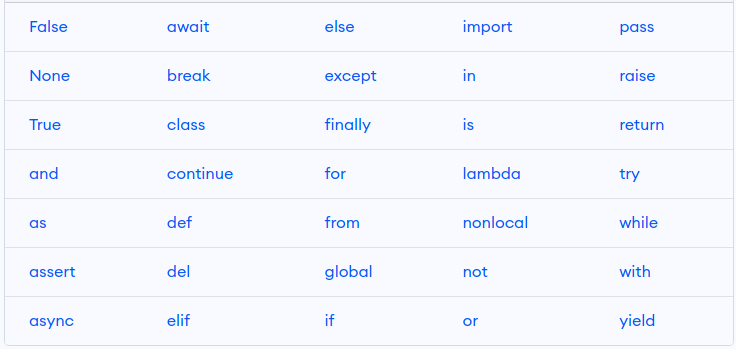 False await else import pass
None break except in raise
True class finally is return
and continue for lambda try
as def from nonlocal while
assert del global not with
async elif if or yield